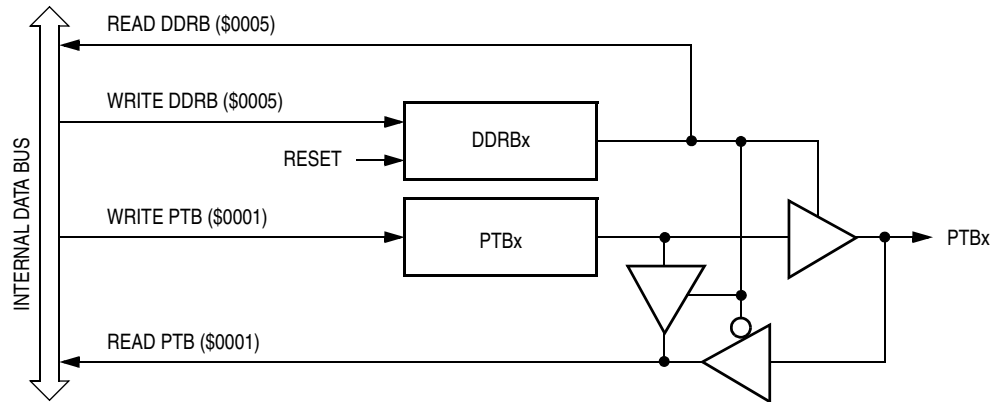 READ DDRB ($0005)
WRITE DDRB ($0005)
DDRBx
RESET
WRITE PTB ($0001)
PTBx
PTBx
READ PTB ($0001)
INTERNAL DATA BUS